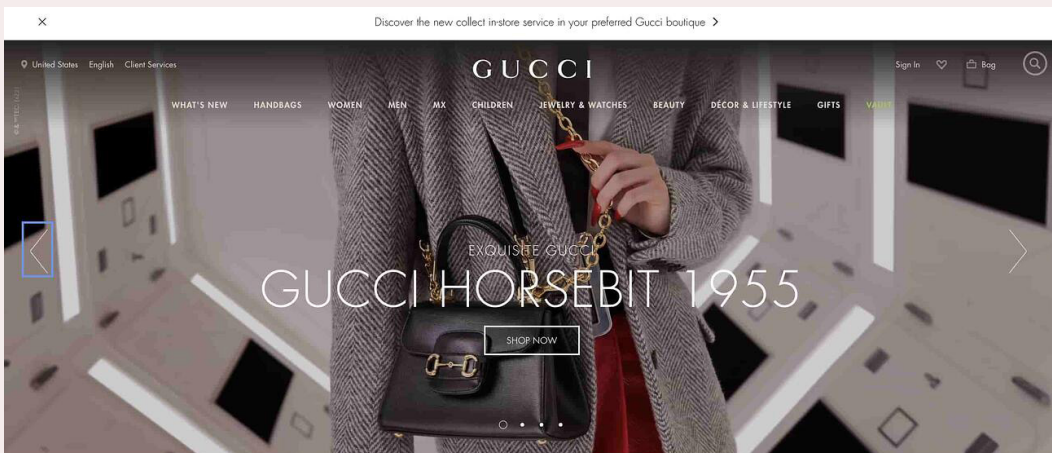 Discover the new collect in-store service in your preferred Gucci boutique
United States English Client Services
GUCCI
Sign In Bag
WHAT'S NEW HANDBAGS WOMEN MEN MX CHILDREN JEWELRY & WATCHES BEAUTY DÉCOR & LIFESTYLE GIFTS VAULT
EXQUISITE GUCCI
GUCCI HORSEBIT 1955
SHOP NOW